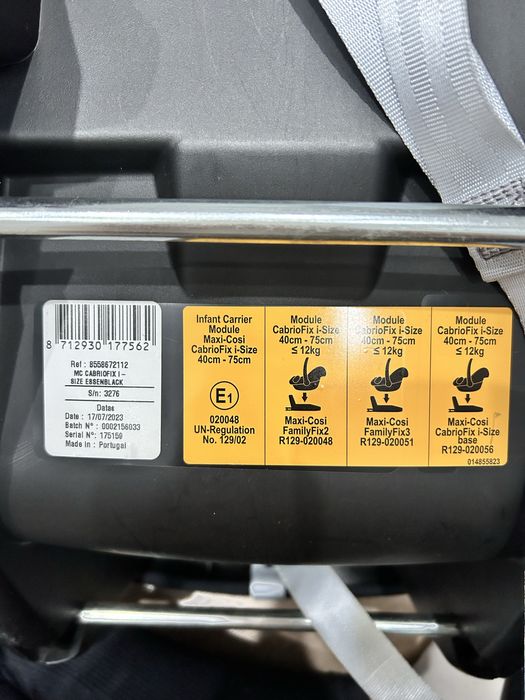 8 712930 177562
Ref : 8558672112
MC CABRIOFIX I-
SIZE ESSENBLACK
S/n: 3276
Datas
Date : 17/07/2023
Batch N° : 0002156033
Serial N°: 175159
Made in : Portugal
Infant Carrier
Module
Maxi-Cosi
CabrioFix i-Size
40cm - 75cm
E1
020048
UN-Regulation
No. 129/02
Module
CabrioFix i-Size
40cm - 75cm
≤ 12kg
Maxi-Cosi
FamilyFix2
R129-020048
Module
CabrioFix i-Size
40cm - 75cm
≤ 12kg
Maxi-Cosi
FamilyFix3
R129-020051
Module
CabrioFix i-Size
40cm - 75cm
≤ 12kg
Maxi-Cosi
CabrioFix i-Size
base
R129-020056
014855823